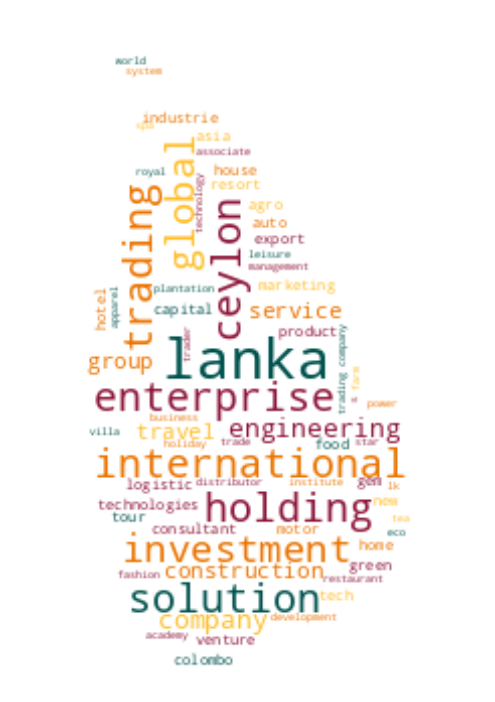 world
system
industrie
spa
asia
associate
royal
house
resort
technology
global
trading
ceylon
agro
auto
export
leisure
management
plantation
marketing
hotel
apparel
capital
service
product
trader
lanka
group
trading company
farm
s
enterprise
power
business
villa
travel
engineering
holiday
trade
food
star
international
logistic
distributor
institute
gem
lk
technologies
holding
new
tour
consultant
motor
tea
eco
investment
home
fashion
construction
green
restaurant
solution
tech
company
development
academy
venture
colombo